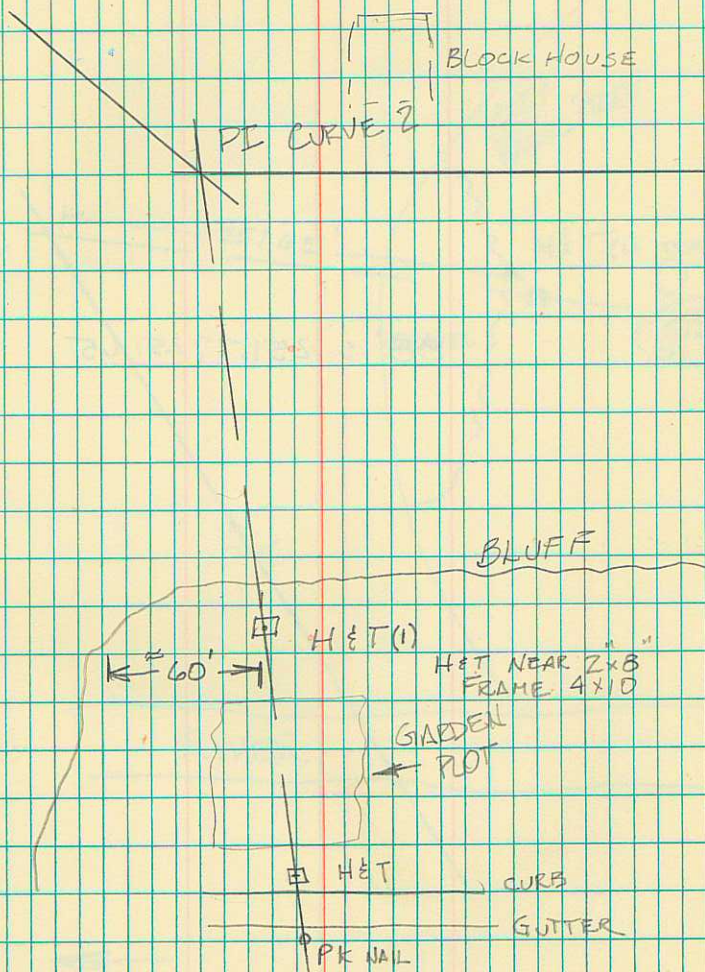 BLOCK HOUSE
PI CURVE 2
BLUFF
H & T (1)
≈ 60'
H&T NEAR 2"x8"
FRAME 4x10
GARDEN
PLOT
H&T
CURB
GUTTER
PK NAIL